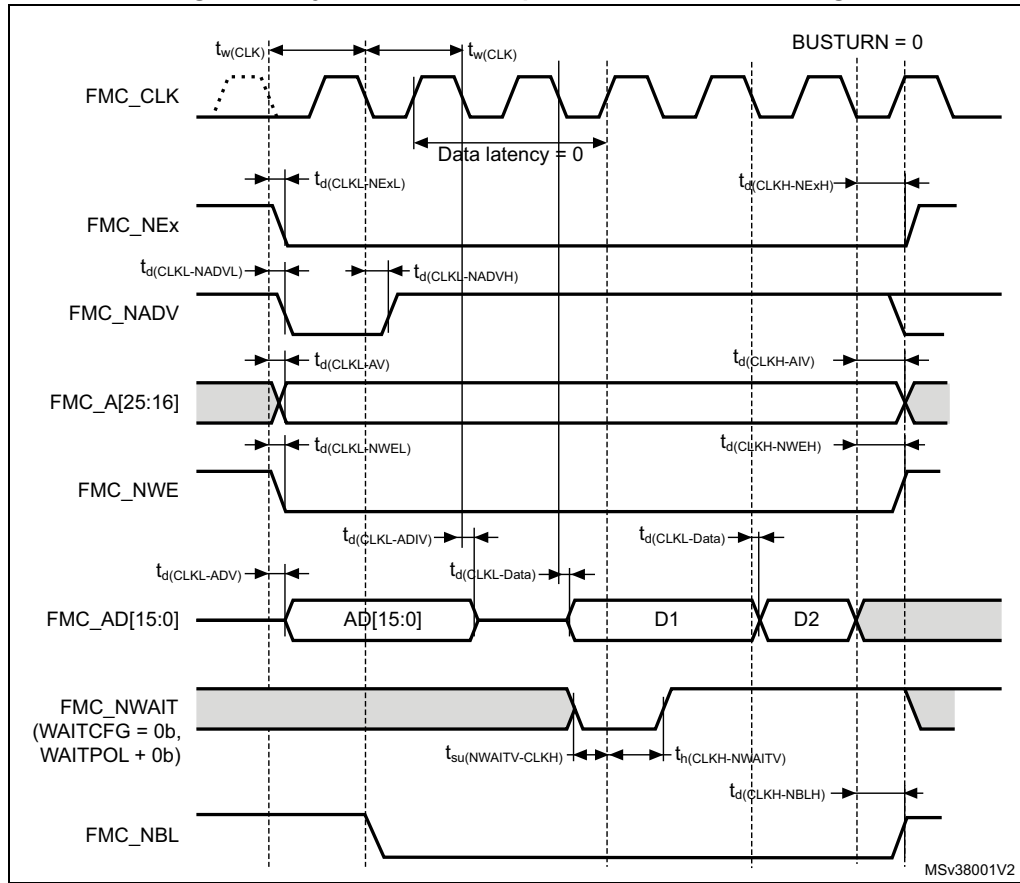 BUSTURN = 0
tw(CLK) tw(CLK)
FMC_CLK
Data latency = 0
td(CLKL-NExL) td(CLKH-NExH)
FMC_NEx
td(CLKL-NADVL) td(CLKL-NADVH)
FMC_NADV
td(CLKL-AV) td(CLKH-AIV)
FMC_A[25:16]
td(CLKL-NWEL) td(CLKH-NWEH)
FMC_NWE
td(CLKL-ADIV) td(CLKL-Data)
td(CLKL-ADV) td(CLKL-Data)
FMC_AD[15:0] AD[15:0] D1 D2
FMC_NWAIT
(WAITCFG = 0b,
WAITPOL + 0b)
tsu(NWAITV-CLKH) th(CLKH-NWAITV)
td(CLKH-NBLH)
FMC_NBL
MSv38001V2